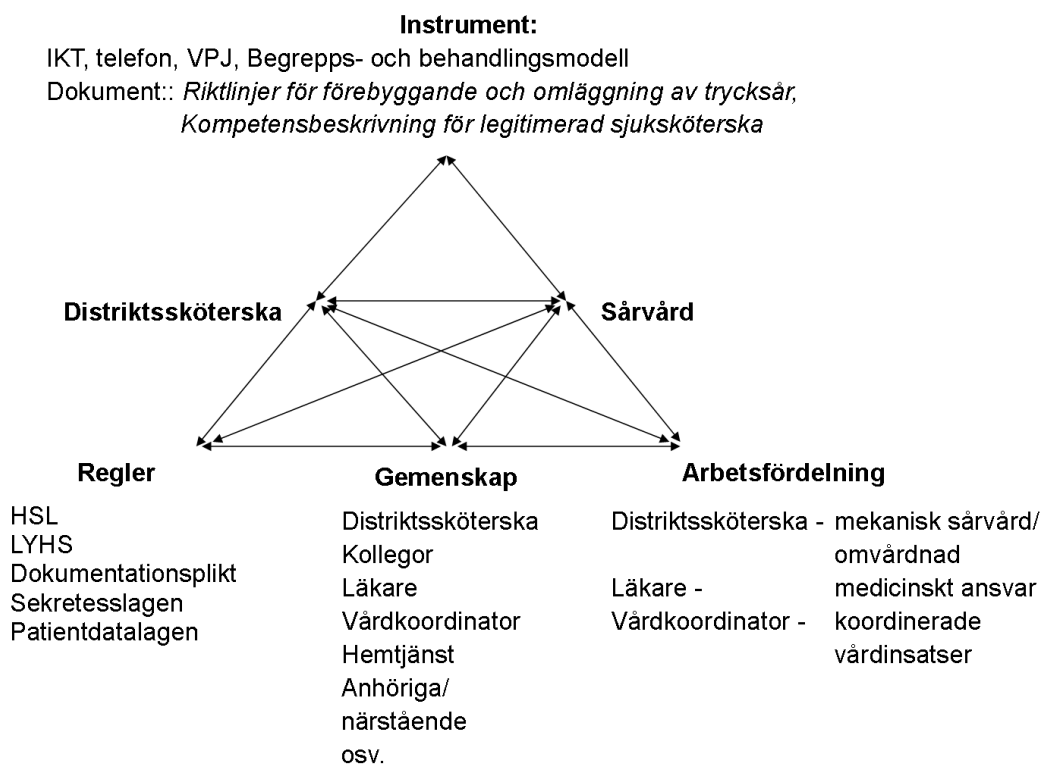 Instrument:
IKT, telefon, VPJ, Begrepps- och behandlingsmodell
Dokument:: Riktlinjer för förebyggande och omläggning av trycksår,
Kompetensbeskrivning för legitimerad sjuksköterska
Distriktssköterska
Sårvård
Regler
HSL
LYHS
Dokumentationsplikt
Sekretesslagen
Patientdatalagen
Gemenskap
Distriktssköterska
Kollegor
Läkare
Vårdkoordinator
Hemtjänst
Anhöriga/
närstående
osv.
Arbetsfördelning
Distriktssköterska - mekanisk sårvård/
omvårdnad
Läkare - medicinskt ansvar
Vårdkoordinator - koordinerade
vårdinsatser